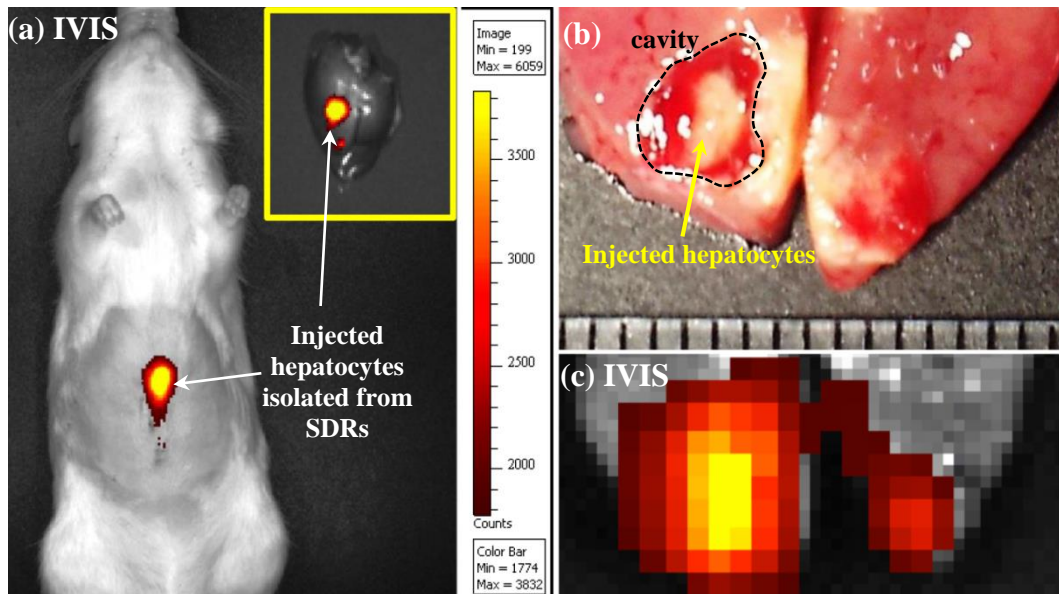 (a) IVIS
Injected
hepatocytes
isolated from
SDRs
Image
Min = 199
Max = 6059
3500
3000
2500
2000
Counts
Color Bar
Min = 1774
Max = 3832
(b)
cavity
Injected hepatocytes
(c) IVIS